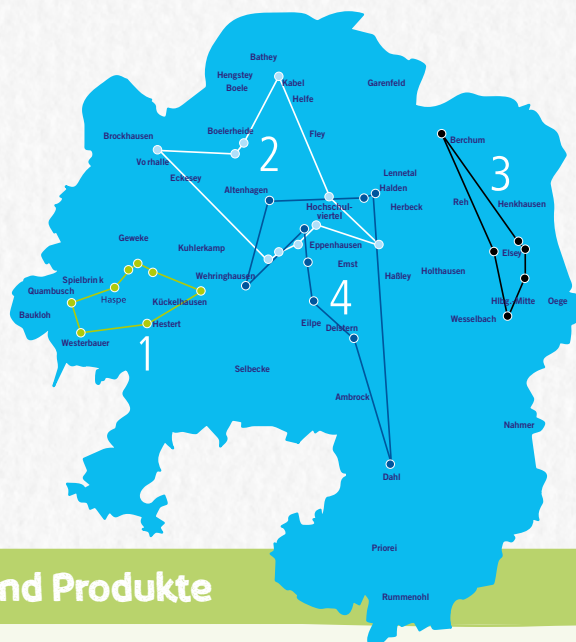 Bathey
Hengstey
Kabel
Garenfeld
Boele
Helfe
Brockhausen
Boelerheide
Fley
Berchum
2
3
Vorhalle
Eckesey
Lennetal
Altenhagen
Halden
Reh
Henkhausen
Hochschul-
viertel
Herbeck
Geweke
Kuhlerkamp
Eppenhausen
Elsey
Emst
Holthausen
Spielbrink
Wehringhausen
Haßley
Quambusch
Haspe
Kückelhausen
4
Hlbg.-Mitte
Oege
Baukloh
Hestert
Eilpe
Delstern
Wesselbach
Westerbauer
1
Selbecke
Ambrock
Nahmer
Dahl
Priorei
nd Produkte
Rummenohl